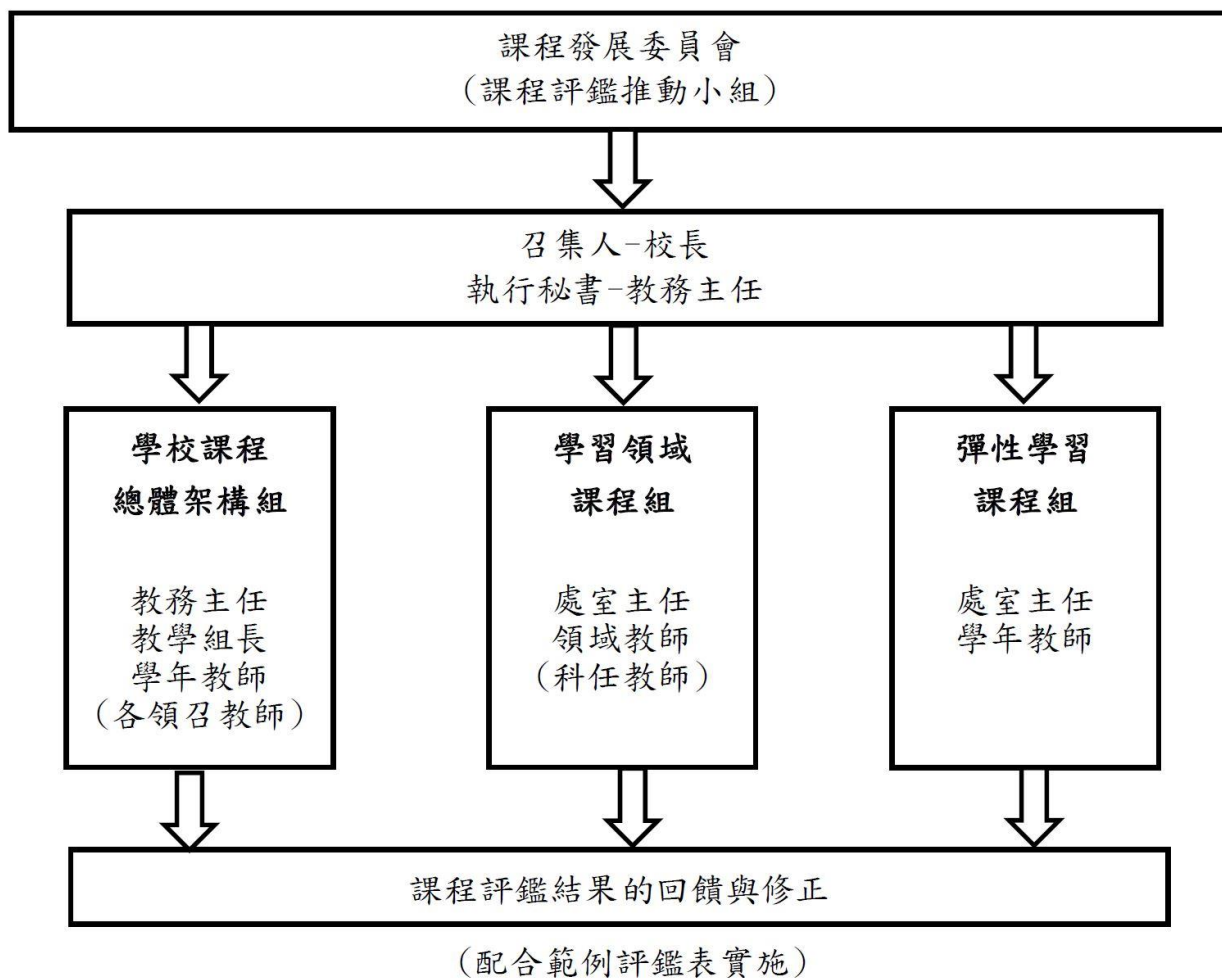 課程發展委員會
（課程評鑑推動小組）
召集人-校長
執行秘書-教務主任
學校課程
總體架構組
教務主任
教學組長
學年教師
（各領召教師）
學習領域
課程組
處室主任
領域教師
（科任教師）
彈性學習
課程組
處室主任
學年教師
課程評鑑結果的回饋與修正
（配合範例評鑑表實施）